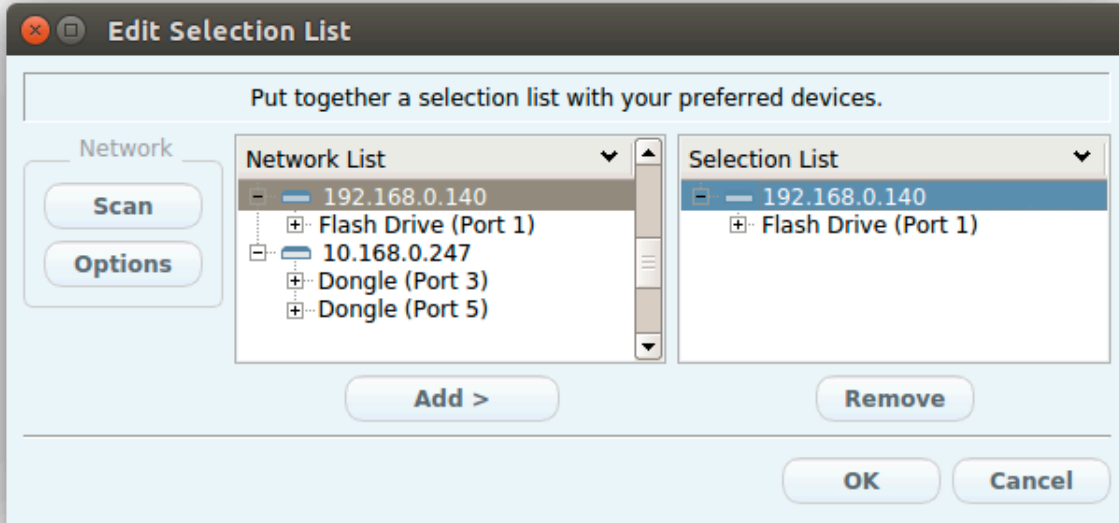 Edit Selection List
Put together a selection list with your preferred devices.
Network
Scan
Options
Network List
192.168.0.140
Flash Drive (Port 1)
10.168.0.247
Dongle (Port 3)
Dongle (Port 5)
Add >
Selection List
192.168.0.140
Flash Drive (Port 1)
Remove
OK
Cancel